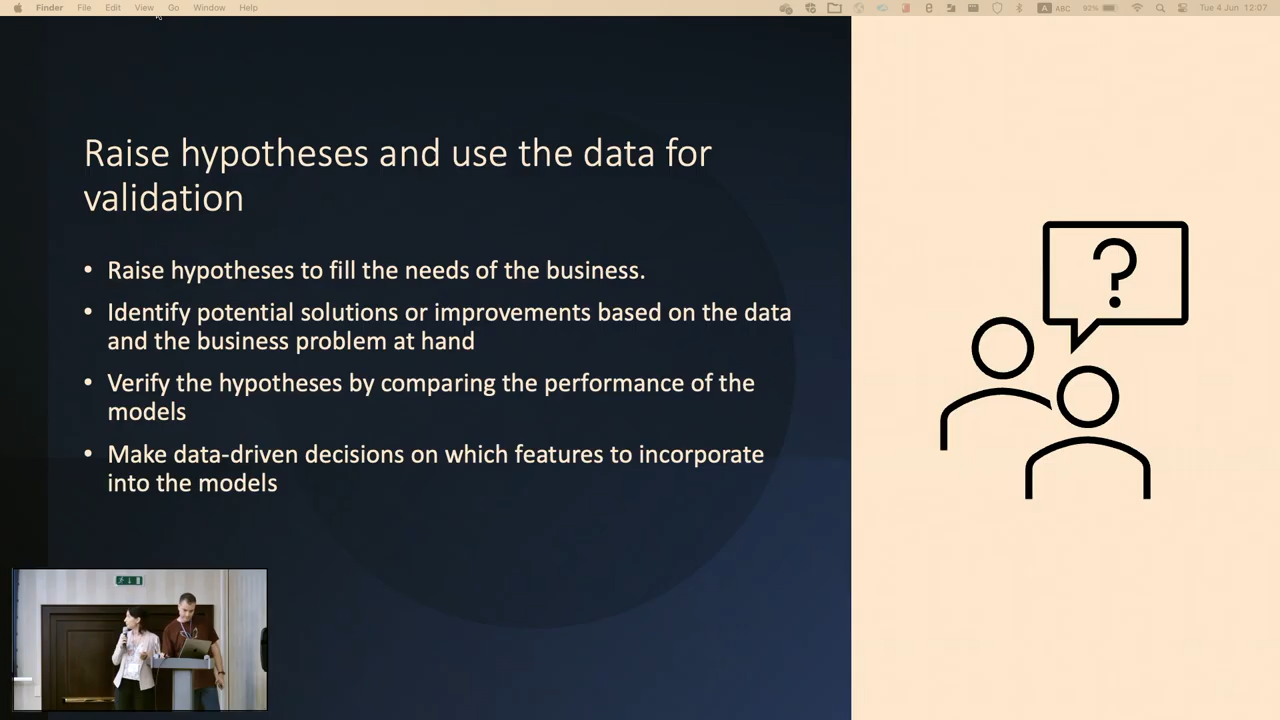 Finder File Edit View Go Window Help ABC 92% Tue 4 Jun 12:07
Raise hypotheses and use the data for
validation
• Raise hypotheses to fill the needs of the business.
• Identify potential solutions or improvements based on the data
and the business problem at hand
• Verify the hypotheses by comparing the performance of the
models
• Make data-driven decisions on which features to incorporate
into the models
?